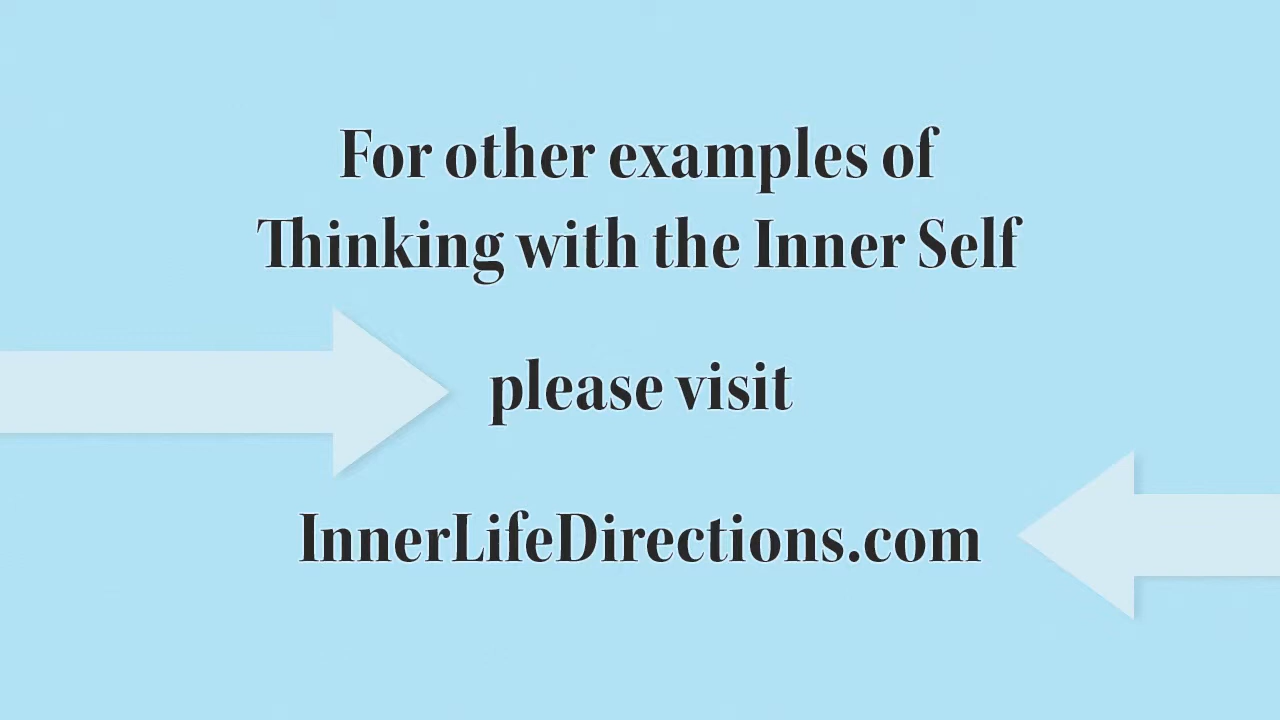 For other examples of
Thinking with the Inner Self
please visit
InnerLifeDirections.com